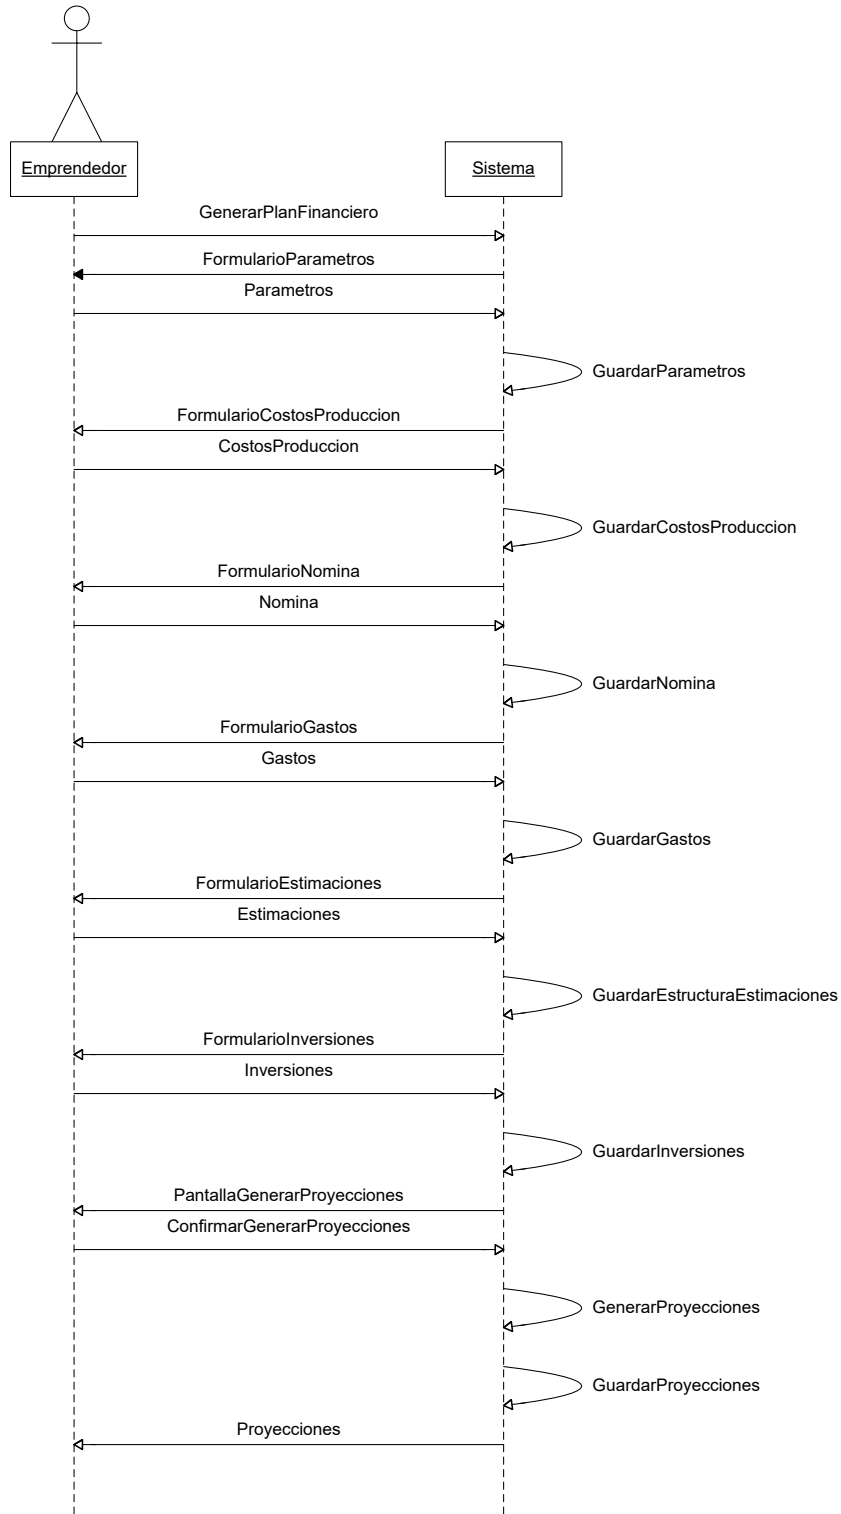 Emprendedor
Sistema
GenerarPlanFinanciero
FormularioParametros
Parametros
GuardarParametros
FormularioCostosProduccion
CostosProduccion
GuardarCostosProduccion
FormularioNomina
Nomina
GuardarNomina
FormularioGastos
Gastos
GuardarGastos
FormularioEstimaciones
Estimaciones
GuardarEstructuraEstimaciones
FormularioInversiones
Inversiones
GuardarInversiones
PantallaGenerarProyecciones
ConfirmarGenerarProyecciones
GenerarProyecciones
GuardarProyecciones
Proyecciones